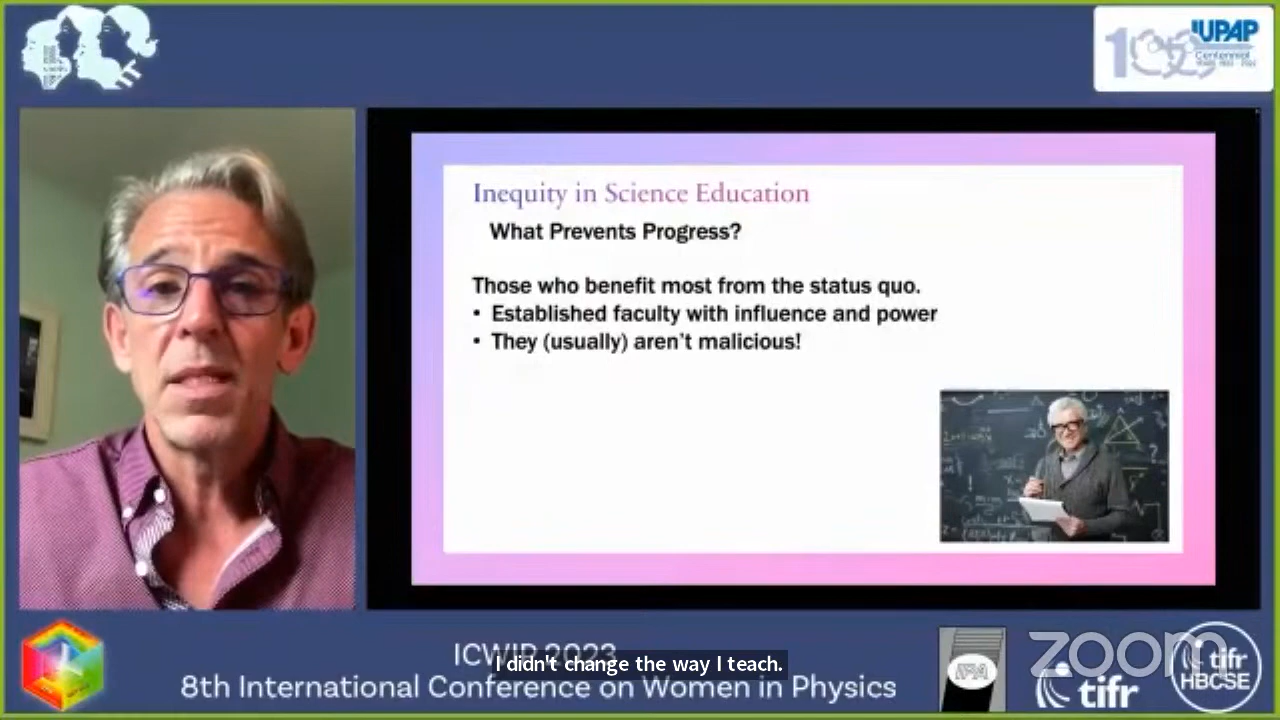 IUPAP
Centennial
Inequity in Science Education
What Prevents Progress?
Those who benefit most from the status quo.
• Established faculty with influence and power
• They (usually) aren't malicious!
ICWIP 2023
I didn't change the way I teach.
8th International Conference on Women in Physics
IPA
tifr
zoom
tifr
HBCSE